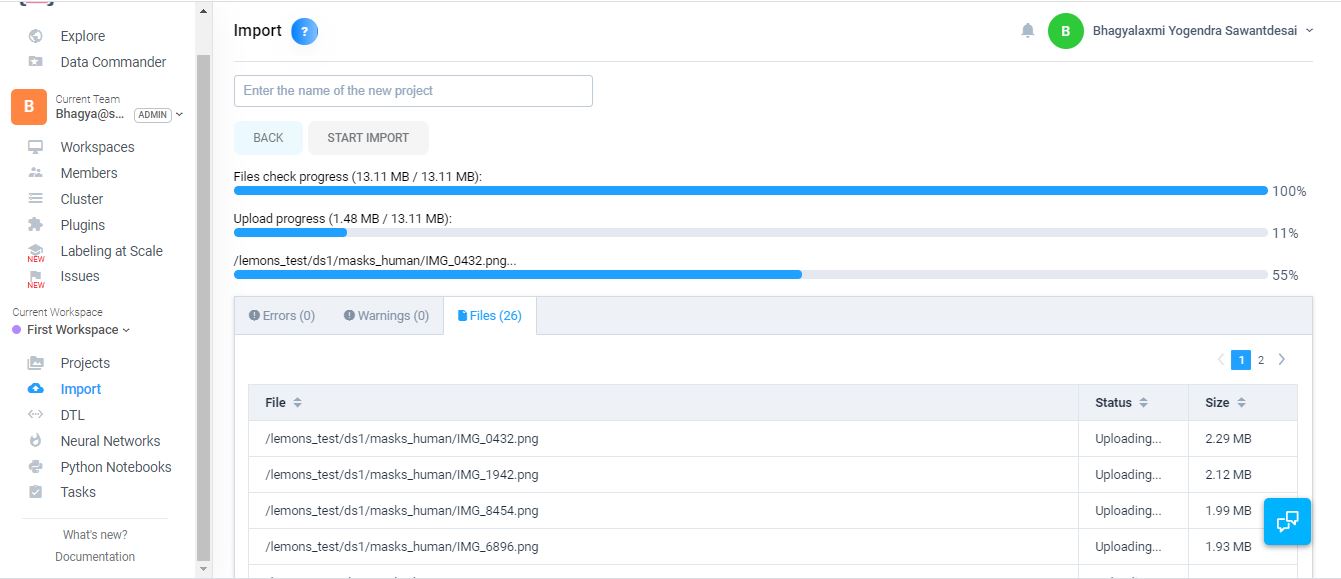 Explore
Data Commander
B
Current Team
Bhagya@s... ADMIN
Workspaces
Members
Cluster
Plugins
Labeling at Scale
NEW
Issues
NEW
Current Workspace
First Workspace
Projects
Import
DTL
Neural Networks
Python Notebooks
Tasks
What's new?
Documentation
Import ?
B Bhagyalaxmi Yogendra Sawantdesai
Enter the name of the new project
BACK START IMPORT
Files check progress (13.11 MB / 13.11 MB):
100%
Upload progress (1.48 MB / 13.11 MB):
11%
/lemons_test/ds1/masks_human/IMG_0432.png...
55%
Errors (0) Warnings (0) Files (26)
1 2
File Status Size
/lemons_test/ds1/masks_human/IMG_0432.png Uploading... 2.29 MB
/lemons_test/ds1/masks_human/IMG_1942.png Uploading... 2.12 MB
/lemons_test/ds1/masks_human/IMG_8454.png Uploading... 1.99 MB
/lemons_test/ds1/masks_human/IMG_6896.png Uploading... 1.93 MB